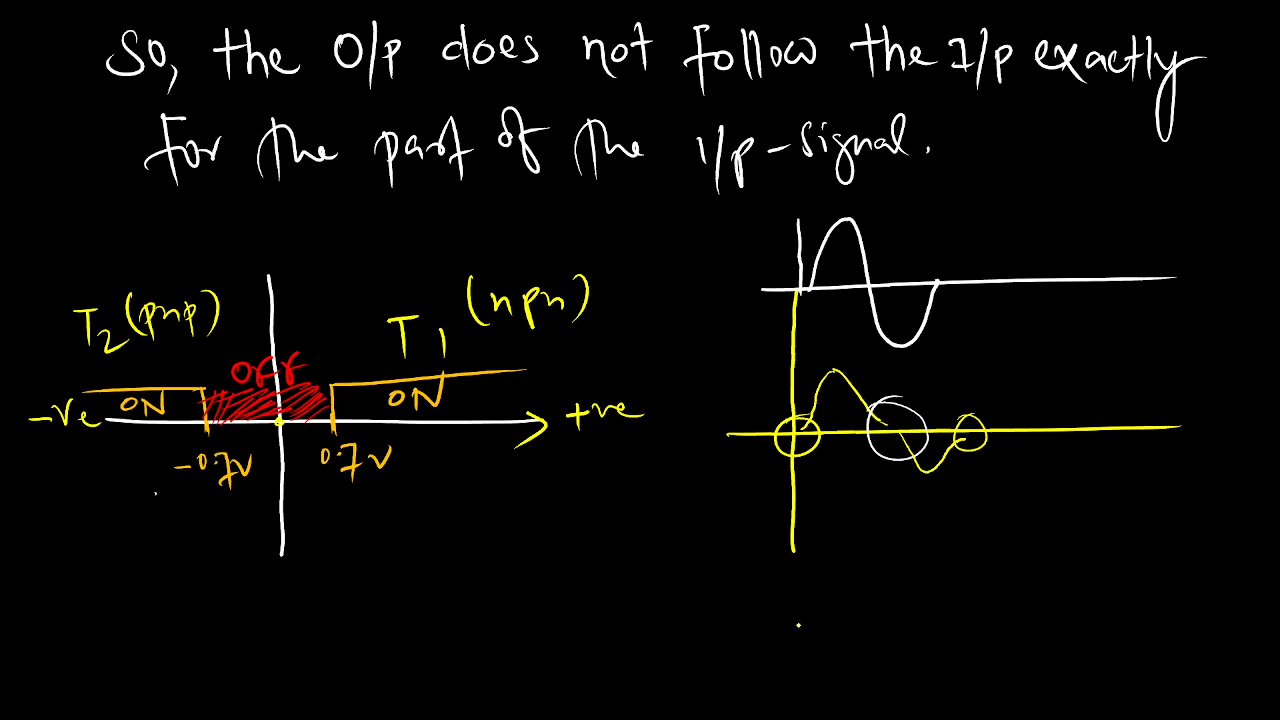 So, the O/p does not follow the I/p exactly
for the part of the I/p-signal.
T2 (pnp)
T1 (npn)
OFF
ON
ON
-ve
+ve
-0.7V
0.7V